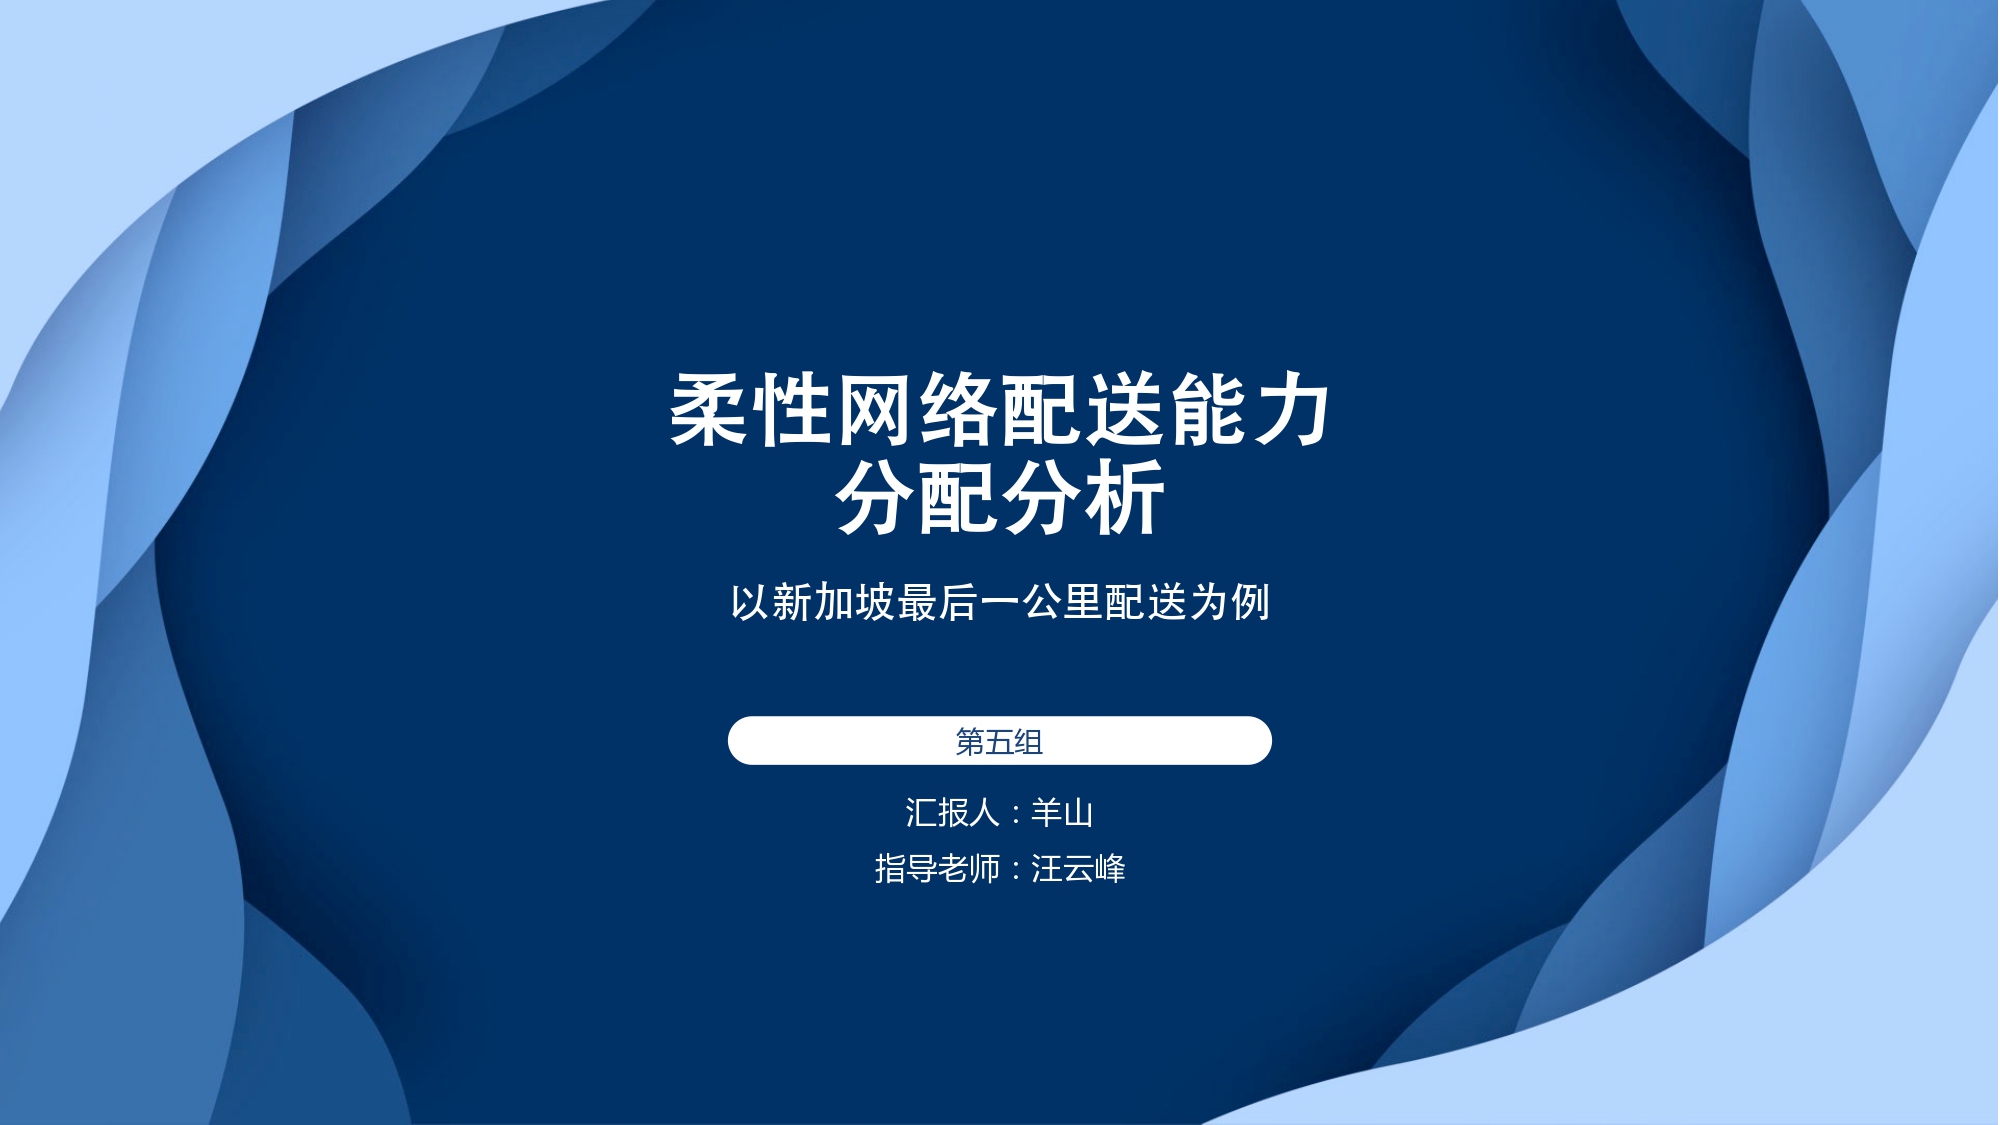 柔性网络配送能力
分配分析
以新加坡最后一公里配送为例
第五组
汇报人：羊山
指导老师：汪云峰